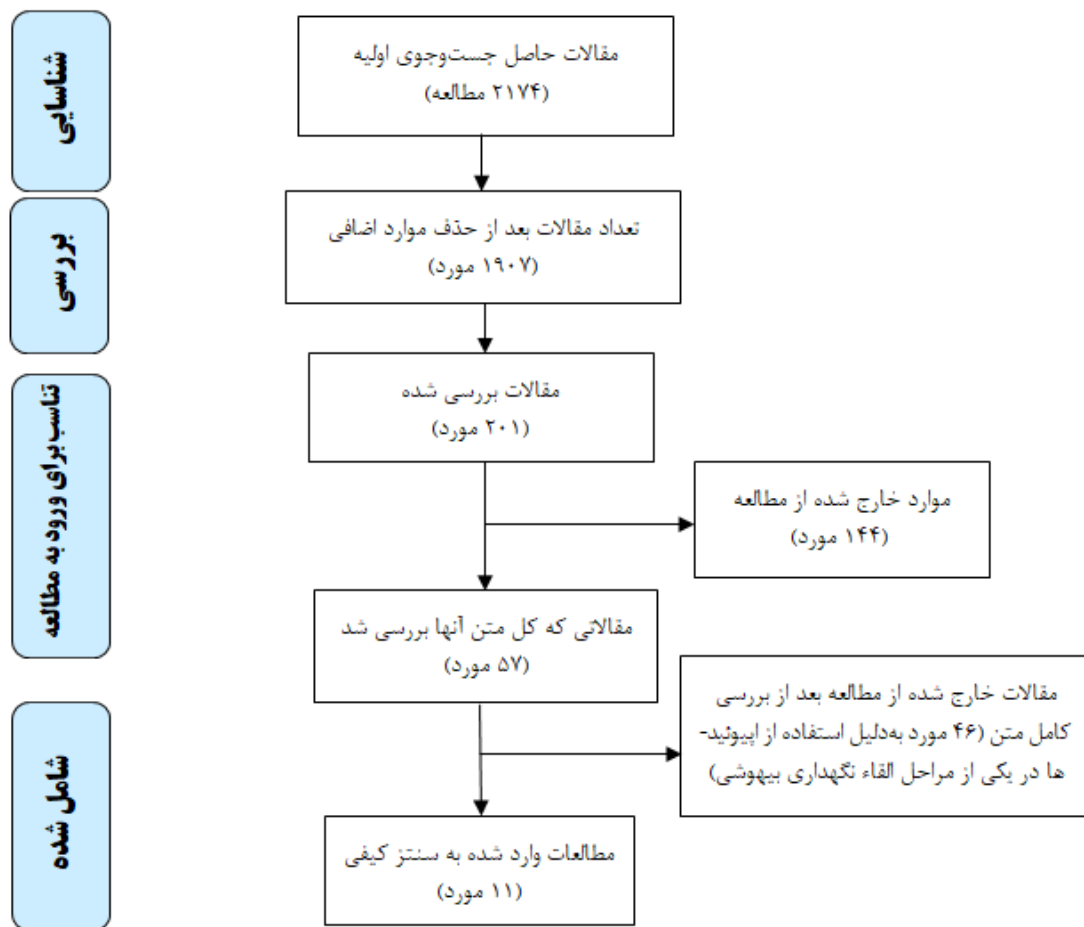 شناسایی
مقالات حاصل جست‌وجوی اولیه
(۲۱۷۴ مطالعه)
بررسی
تعداد مقالات بعد از حذف موارد اضافی
(۱۹۰۷ مورد)
تناسب برای ورود به مطالعه
مقالات بررسی شده
(۲۰۱ مورد)
موارد خارج شده از مطالعه
(۱۴۴ مورد)
مقالاتی که کل متن آنها بررسی شد
(۵۷ مورد)
شامل شده
مقالات خارج شده از مطالعه بعد از بررسی
کامل متن (۴۶ مورد به‌دلیل استفاده از اپیوئید-
ها در یکی از مراحل القاء نگهداری بیهوشی)
مطالعات وارد شده به سنتز کیفی
(۱۱ مورد)